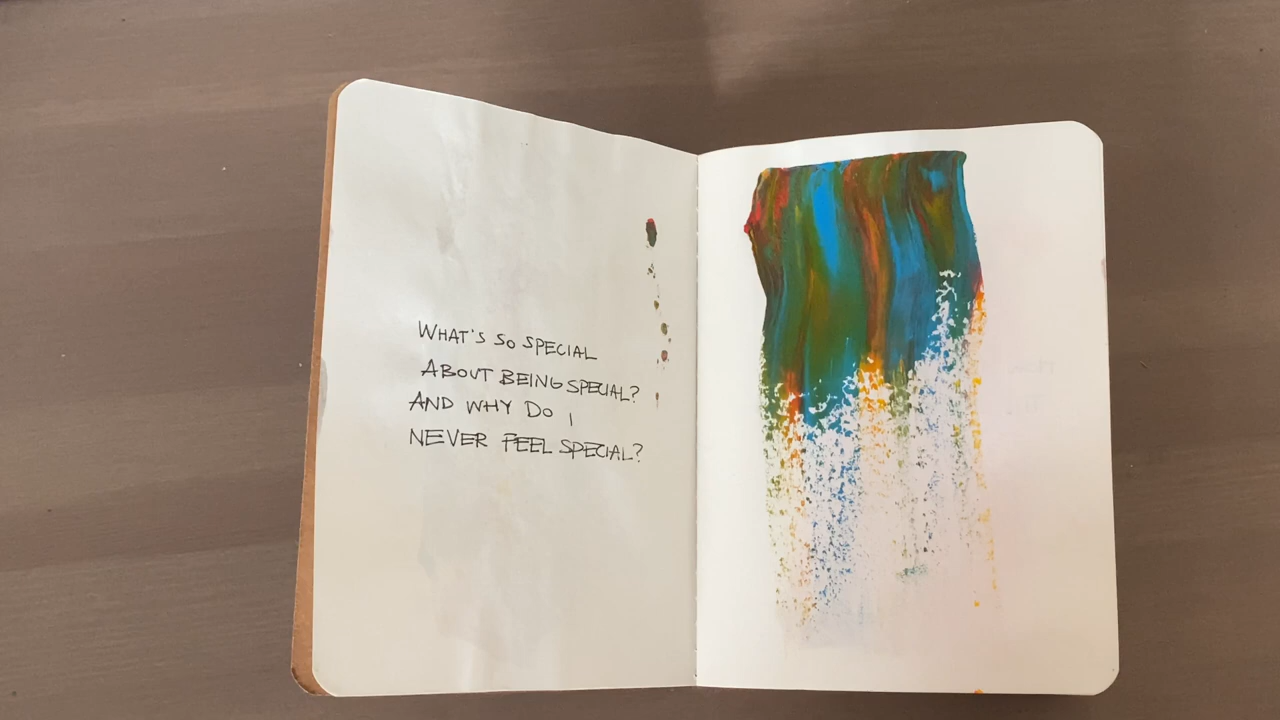 WHAT'S SO SPECIAL
ABOUT BEING SPECIAL?
AND WHY DO I
NEVER FEEL SPECIAL?